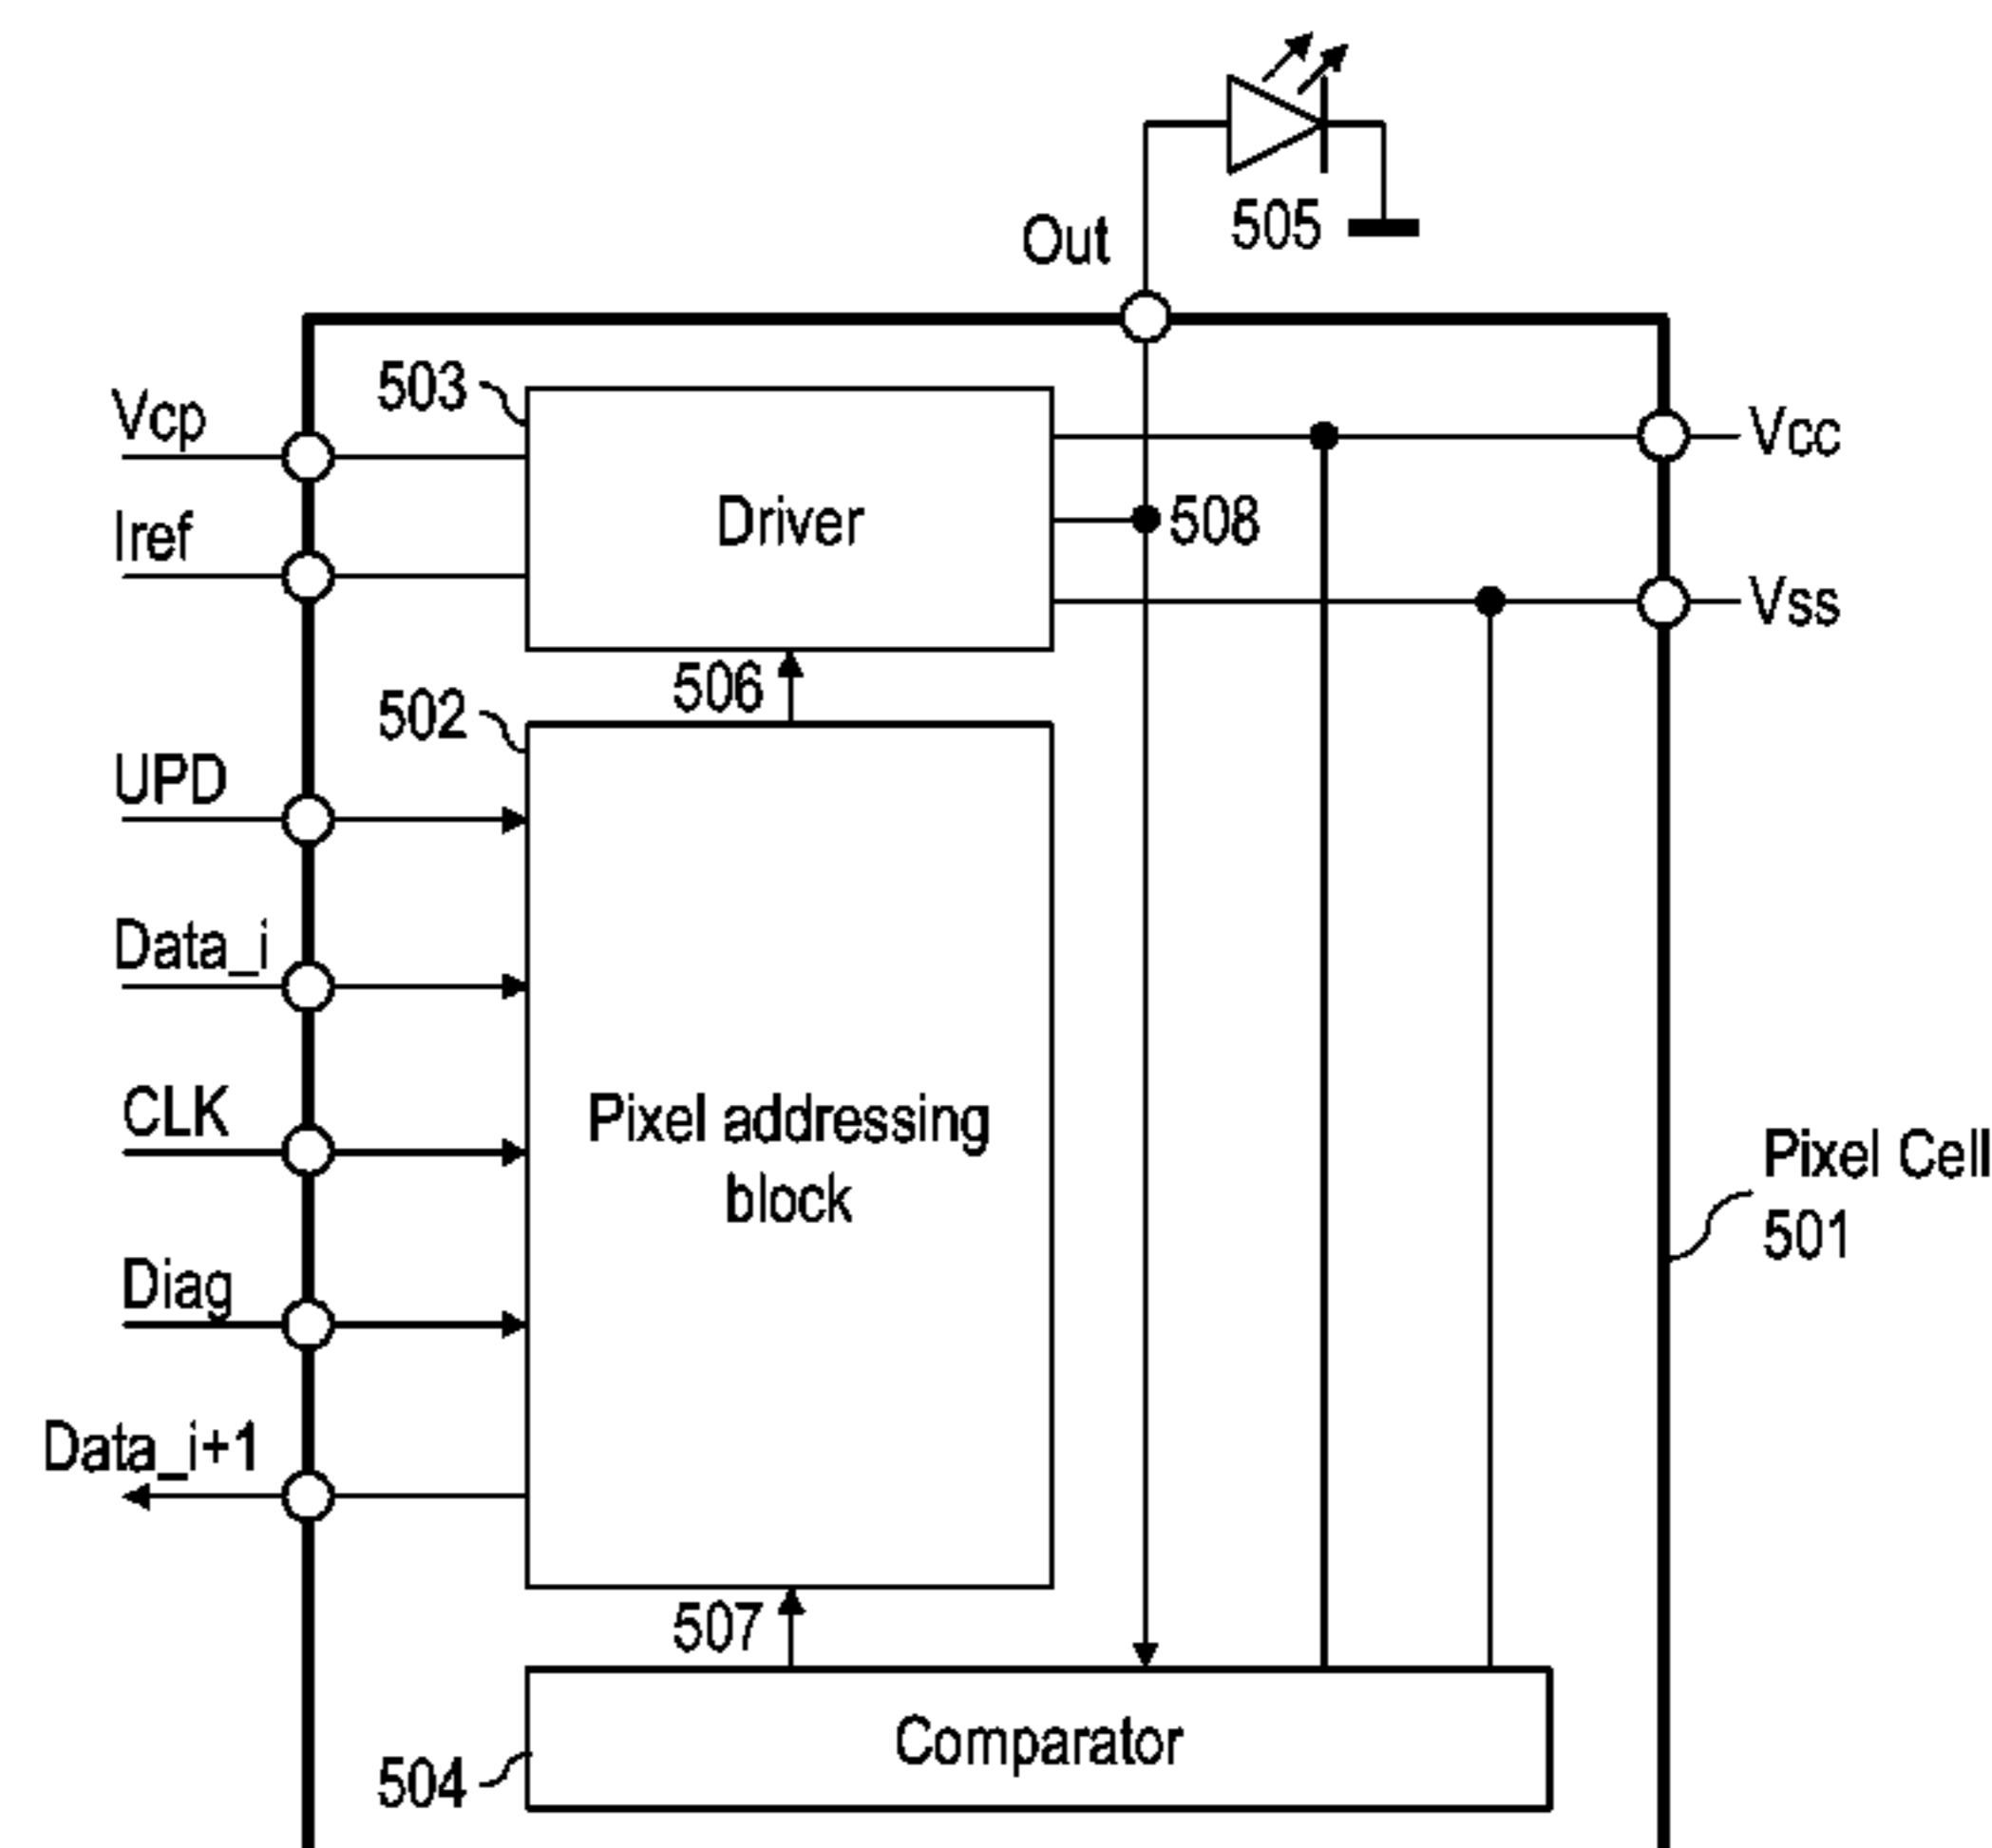 505
Out
503
Vcp
Vcc
Iref
Driver
508
Vss
506
502
UPD
Data_i
CLK
Pixel addressing
block
Pixel Cell
501
Diag
Data_i+1
507
Comparator
504